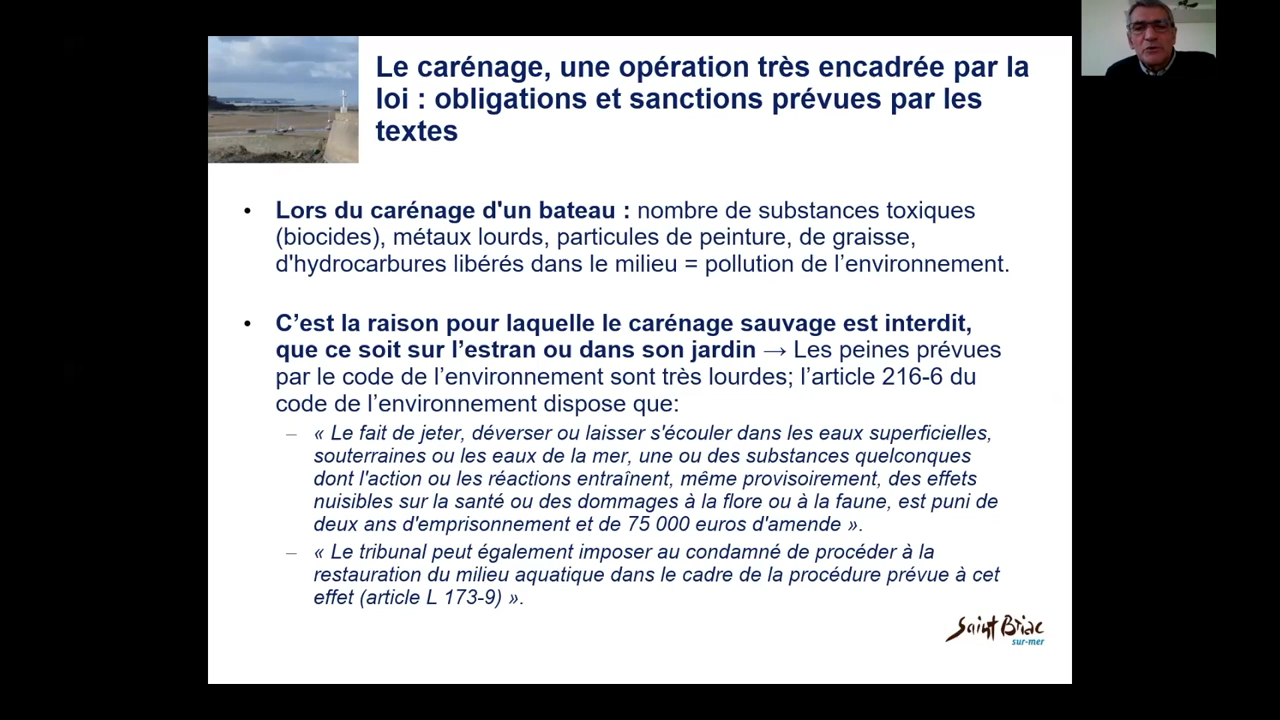 Le carénage, une opération très encadrée par la
loi : obligations et sanctions prévues par les
textes
• Lors du carénage d'un bateau : nombre de substances toxiques
(biocides), métaux lourds, particules de peinture, de graisse,
d'hydrocarbures libérés dans le milieu = pollution de l’environnement.
• C’est la raison pour laquelle le carénage sauvage est interdit,
que ce soit sur l’estran ou dans son jardin → Les peines prévues
par le code de l’environnement sont très lourdes; l’article 216-6 du
code de l’environnement dispose que:
– « Le fait de jeter, déverser ou laisser s'écouler dans les eaux superficielles,
souterraines ou les eaux de la mer, une ou des substances quelconques
dont l'action ou les réactions entraînent, même provisoirement, des effets
nuisibles sur la santé ou des dommages à la flore ou à la faune, est puni de
deux ans d'emprisonnement et de 75 000 euros d'amende ».
– « Le tribunal peut également imposer au condamné de procéder à la
restauration du milieu aquatique dans le cadre de la procédure prévue à cet
effet (article L 173-9) ».
Saint Briac
sur-mer